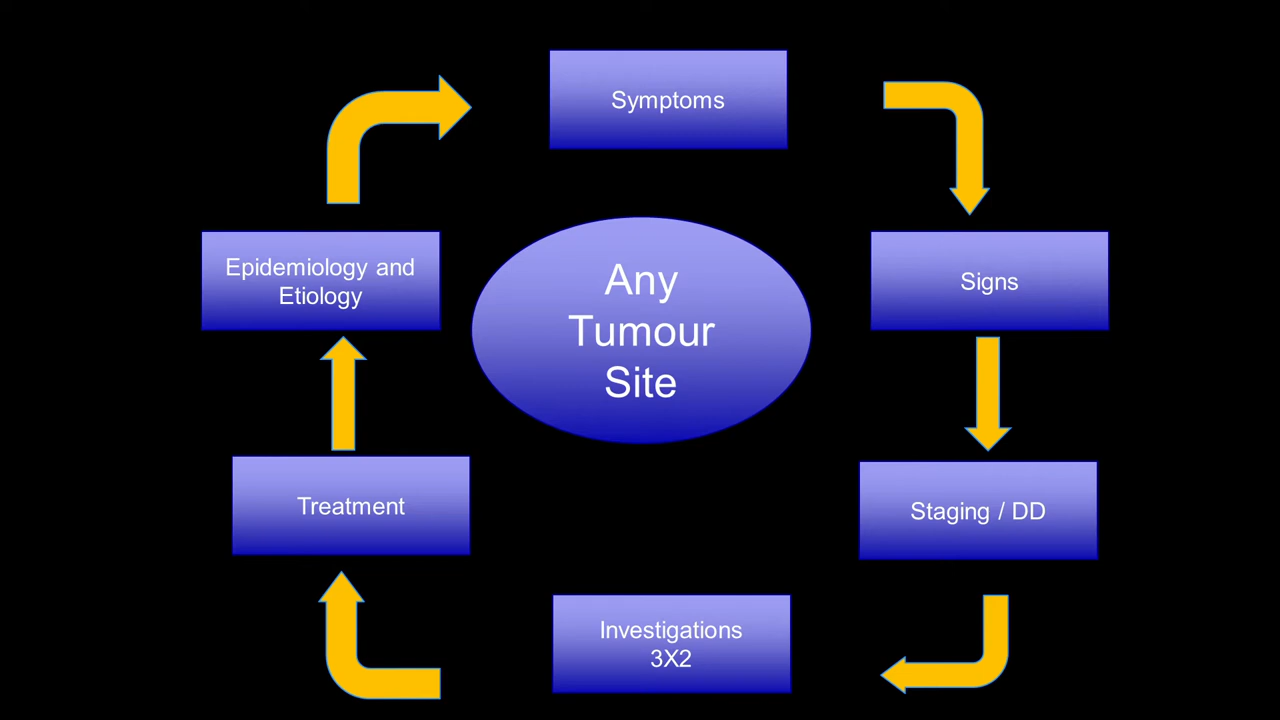 Symptoms
Epidemiology and
Etiology
Any
Tumour
Site
Signs
Treatment
Staging / DD
Investigations
3X2